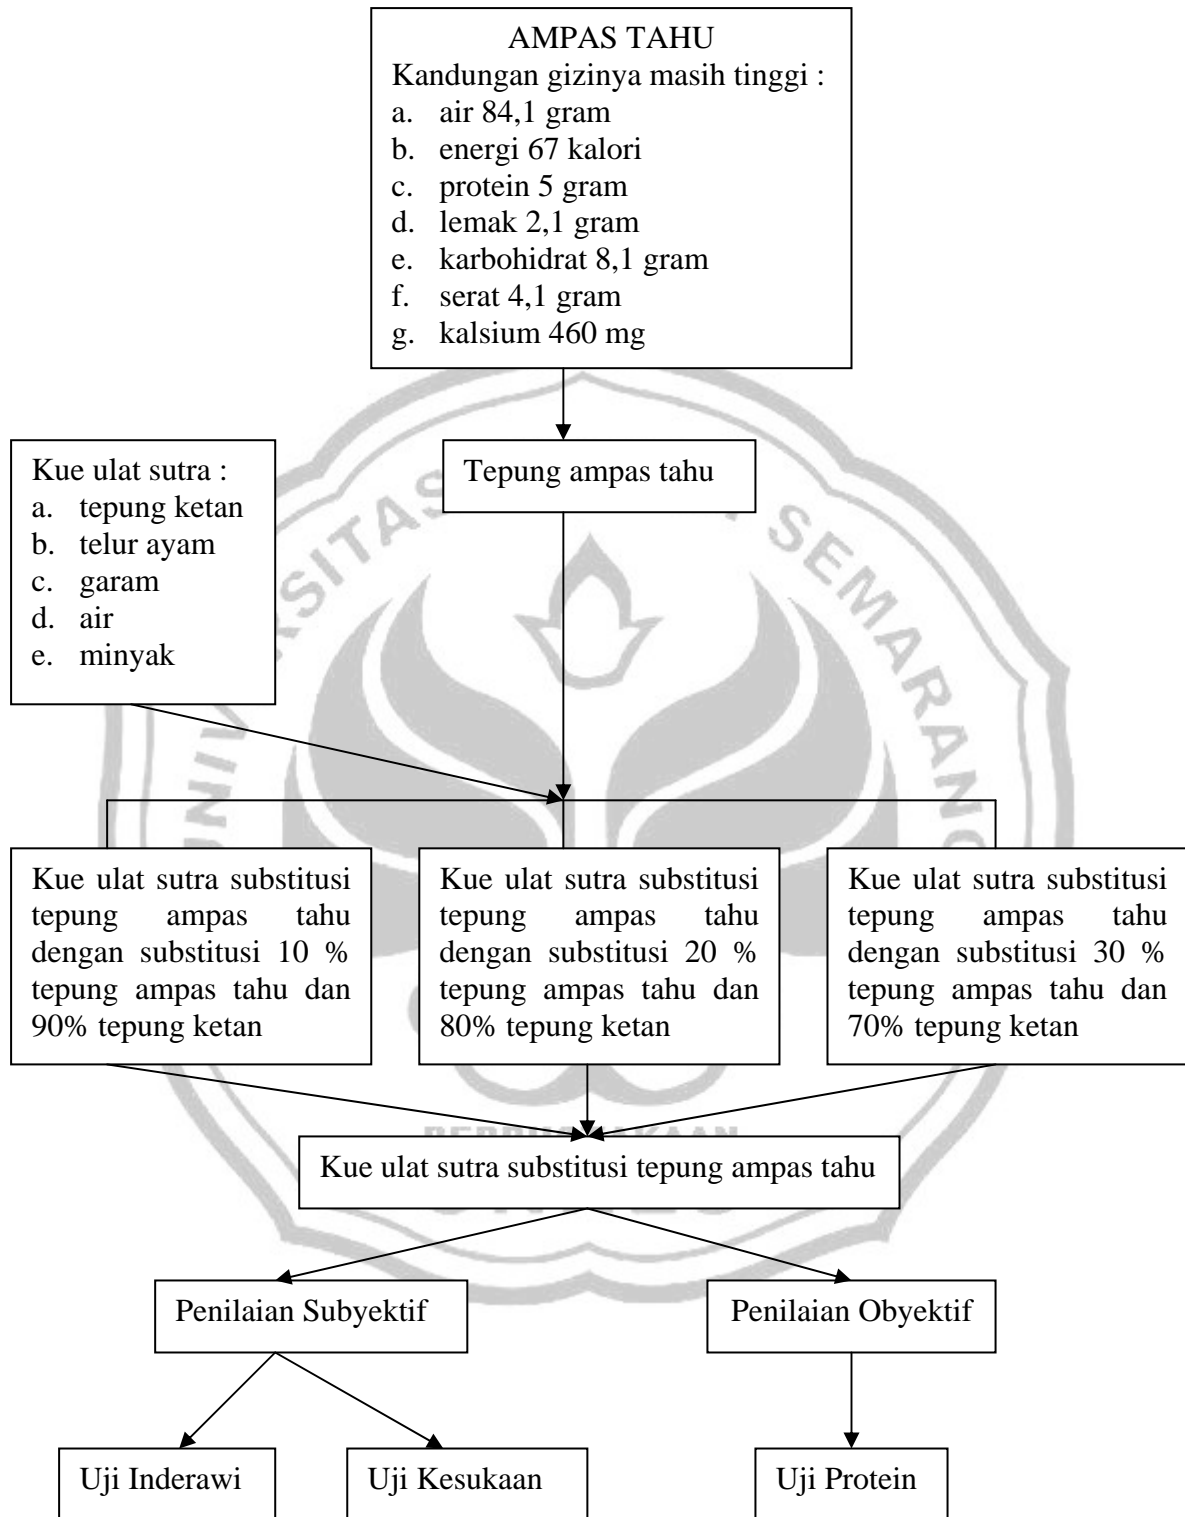 AMPAS TAHU
Kandungan gizinya masih tinggi :
a. air 84,1 gram
b. energi 67 kalori
c. protein 5 gram
d. lemak 2,1 gram
e. karbohidrat 8,1 gram
f. serat 4,1 gram
g. kalsium 460 mg
Tepung ampas tahu
Kue ulat sutra :
a. tepung ketan
b. telur ayam
c. garam
d. air
e. minyak
SEMARANG
Kue ulat sutra substitusi
tepung ampas tahu
dengan substitusi 10 %
tepung ampas tahu dan
90% tepung ketan
Kue ulat sutra substitusi
tepung ampas tahu
dengan substitusi 20 %
tepung ampas tahu dan
80% tepung ketan
Kue ulat sutra substitusi
tepung ampas tahu
dengan substitusi 30 %
tepung ampas tahu dan
70% tepung ketan
Kue ulat sutra substitusi tepung ampas tahu
Penilaian Subyektif
Penilaian Obyektif
Uji Inderawi
Uji Kesukaan
Uji Protein